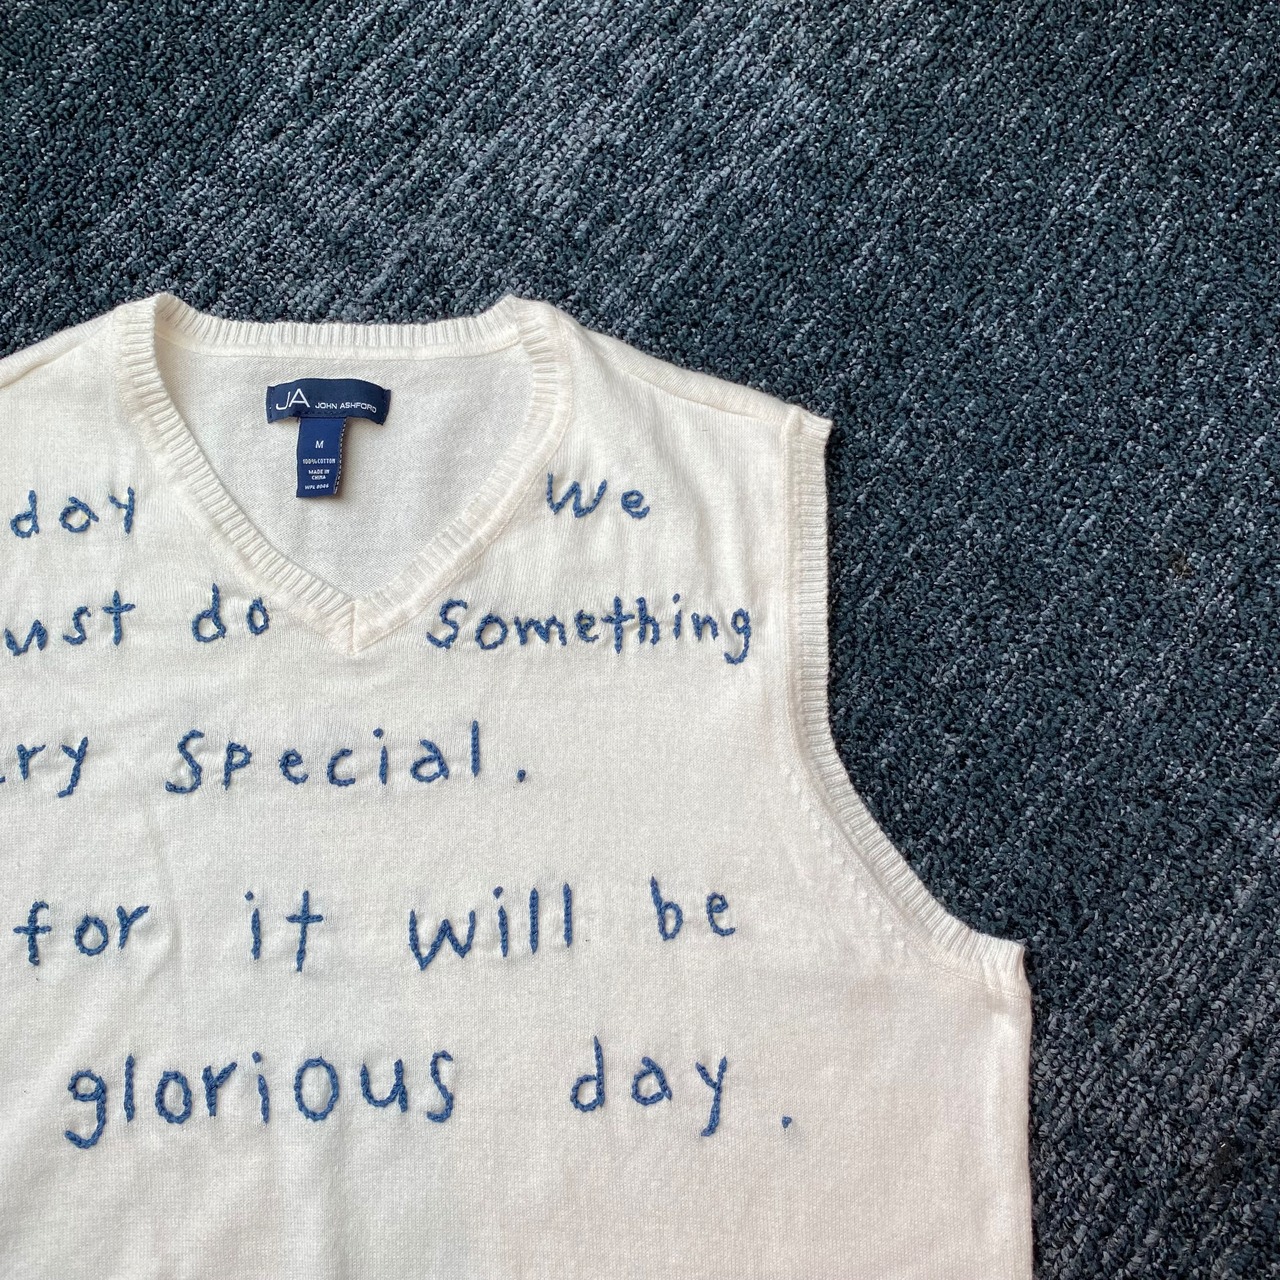 JA JOHN ASHFORD
M
100% COTTON
MADE IN
CHINA
day We
ust do Something
ry special.
for it will be
glorious day.